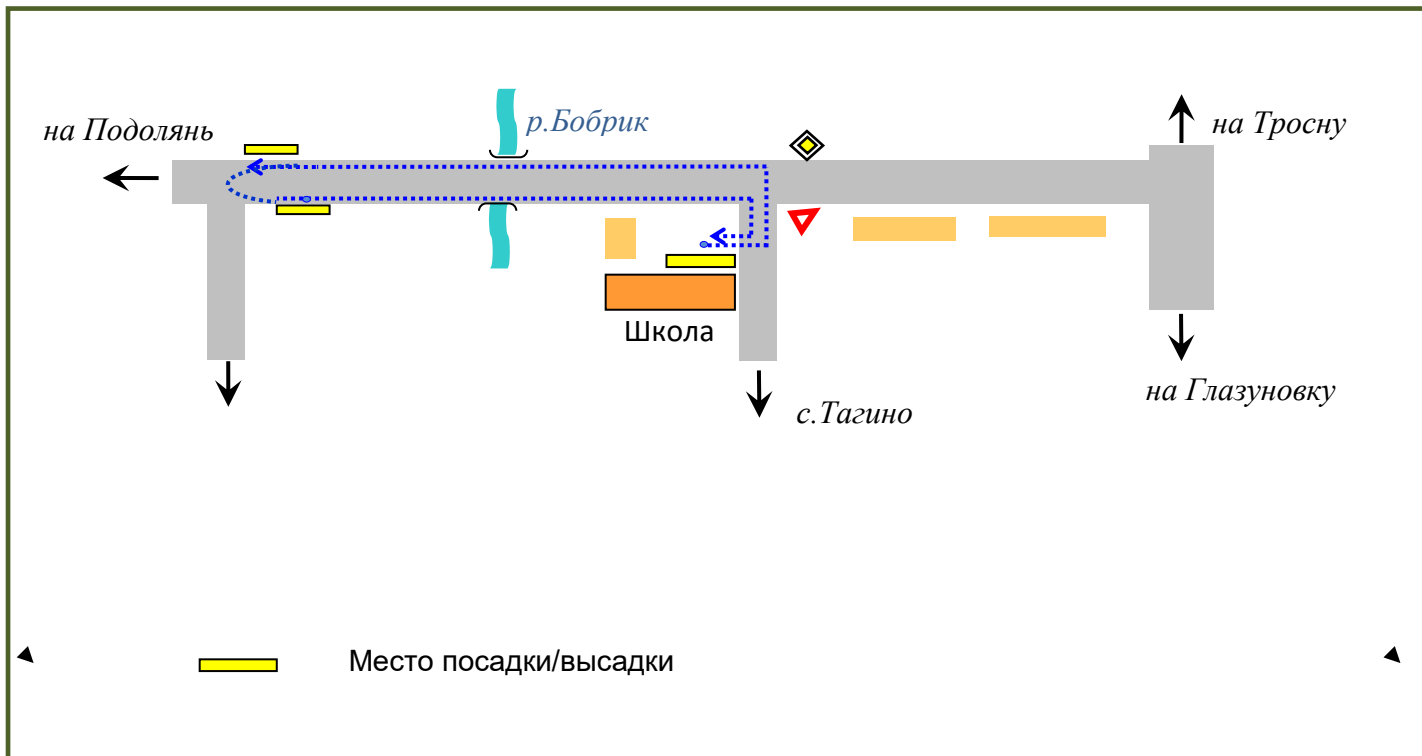 на Подолянь
р.Бобрик
на Тросну
Школа
на Глазуновку
с.Тагино
Место посадки/высадки